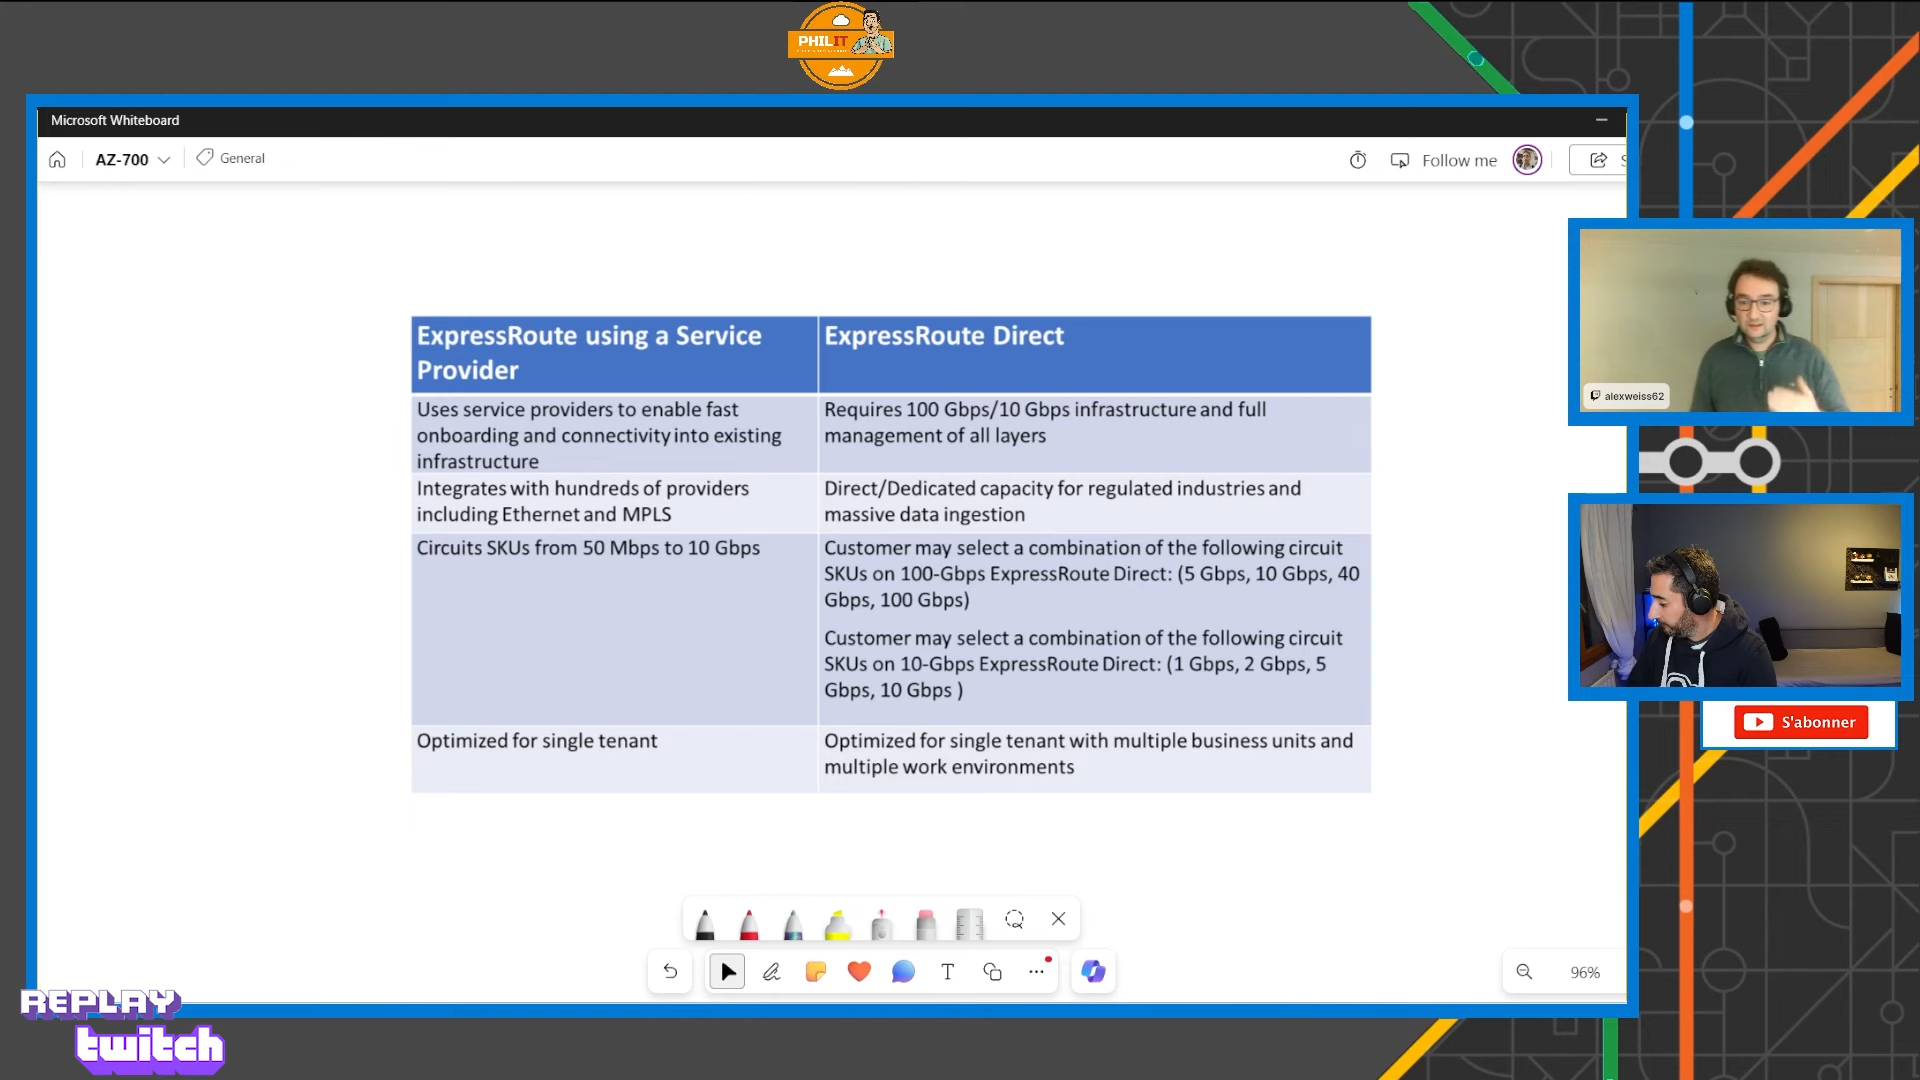 PHILIT
Microsoft Whiteboard
AZ-700
General
Follow me
S
ExpressRoute using a Service
Provider
ExpressRoute Direct
Uses service providers to enable fast
onboarding and connectivity into existing
infrastructure
Requires 100 Gbps/10 Gbps infrastructure and full
management of all layers
Integrates with hundreds of providers
including Ethernet and MPLS
Direct/Dedicated capacity for regulated industries and
massive data ingestion
Circuits SKUs from 50 Mbps to 10 Gbps
Customer may select a combination of the following circuit
SKUs on 100-Gbps ExpressRoute Direct: (5 Gbps, 10 Gbps, 40
Gbps, 100 Gbps)
Customer may select a combination of the following circuit
SKUs on 10-Gbps ExpressRoute Direct: (1 Gbps, 2 Gbps, 5
Gbps, 10 Gbps )
Optimized for single tenant
Optimized for single tenant with multiple business units and
multiple work environments
alexweiss62
S'abonner
96%
REPLAY
twitch